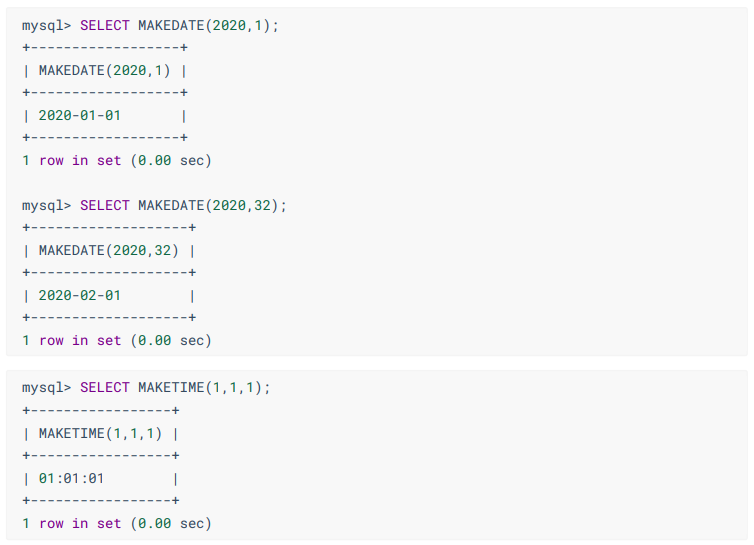 mysql> SELECT MAKEDATE(2020,1);
+------------------+
| MAKEDATE(2020,1) |
+------------------+
| 2020-01-01       |
+------------------+
1 row in set (0.00 sec)

mysql> SELECT MAKEDATE(2020,32);
+-------------------+
| MAKEDATE(2020,32) |
+-------------------+
| 2020-02-01        |
+-------------------+
1 row in set (0.00 sec)

mysql> SELECT MAKETIME(1,1,1);
+-----------------+
| MAKETIME(1,1,1) |
+-----------------+
| 01:01:01        |
+-----------------+
1 row in set (0.00 sec)